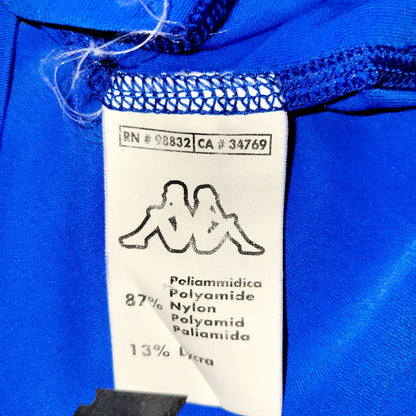 RN # 98832 CA # 34769
Poliammidica
Polyamide
87% Nylon
Polyamid
Poliamida
13% Lycra